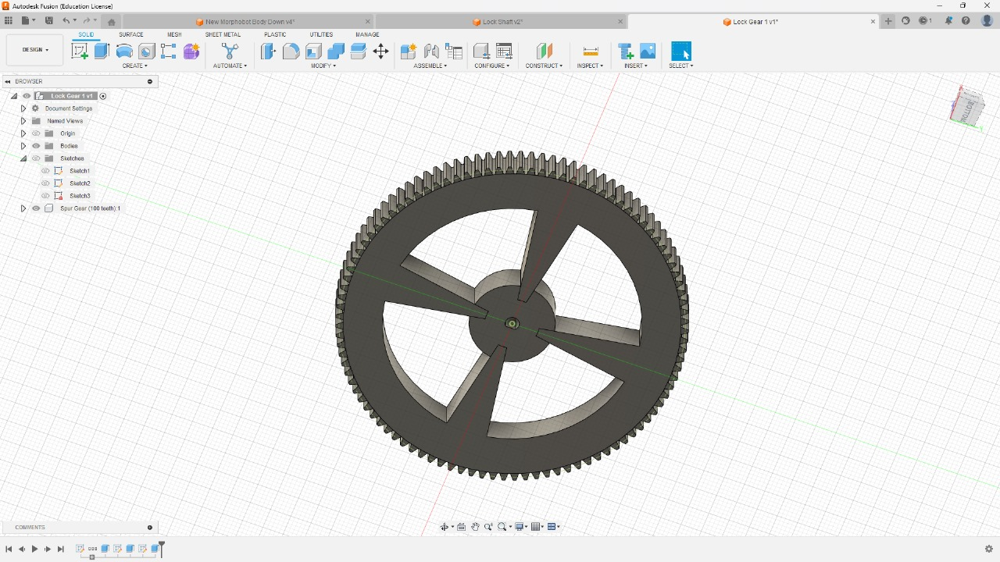 Autodesk Fusion (Education License)
New Morphobot Body Down v4*
Lock Shaft v2*
Lock Gear 1 v1*
1
SOLID SURFACE MESH SHEET METAL PLASTIC UTILITIES MANAGE
DESIGN
CREATE AUTOMATE MODIFY ASSEMBLE CONFIGURE CONSTRUCT INSPECT INSERT SELECT
BROWSER
Lock Gear 1 v1
Document Settings
Named Views
Origin
Bodies
Sketches
Sketch1
Sketch2
Sketch3
Spur Gear (100 teeth):1
BOTTOM
COMMENTS